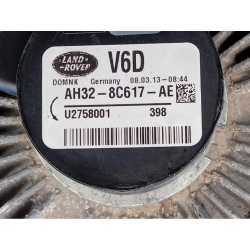 LAND-
ROVER
V6D
DOMNK Germany 08.03.13-08:44
AH32-8C617-AE
U2758001 398